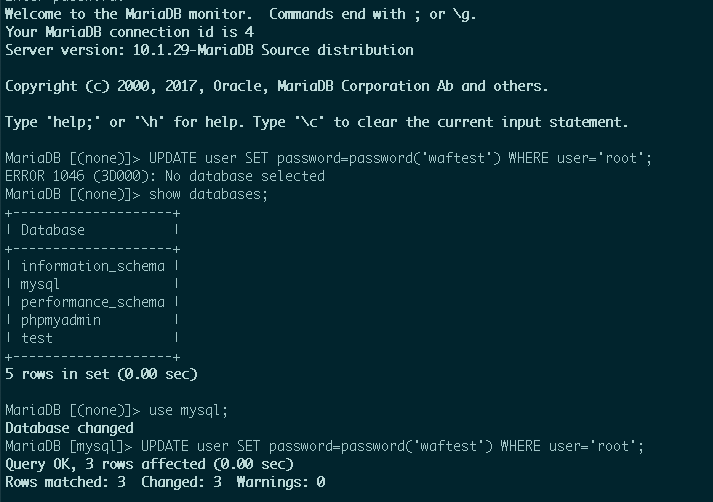 Welcome to the MariaDB monitor.  Commands end with ; or \g.
Your MariaDB connection id is 4
Server version: 10.1.29-MariaDB Source distribution
Copyright (c) 2000, 2017, Oracle, MariaDB Corporation Ab and others.
Type 'help;' or '\h' for help. Type '\c' to clear the current input statement.
MariaDB [(none)]> UPDATE user SET password=password('waftest') WHERE user='root';
ERROR 1046 (3D000): No database selected
MariaDB [(none)]> show databases;
+--------------------+
| Database           |
+--------------------+
| information_schema |
| mysql              |
| performance_schema |
| phpmyadmin         |
| test               |
+--------------------+
5 rows in set (0.00 sec)
MariaDB [(none)]> use mysql;
Database changed
MariaDB [mysql]> UPDATE user SET password=password('waftest') WHERE user='root';
Query OK, 3 rows affected (0.00 sec)
Rows matched: 3  Changed: 3  Warnings: 0